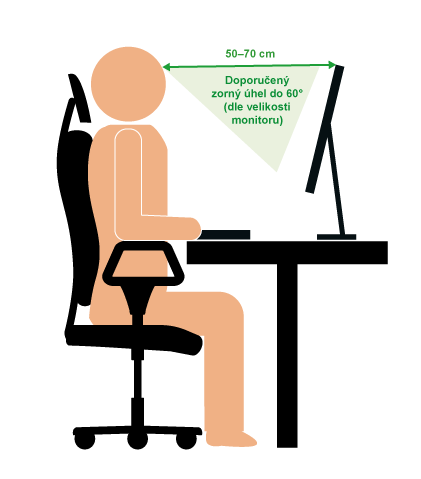 50–70 cm
Doporučený
zorný úhel do 60°
(dle velikosti
monitoru)